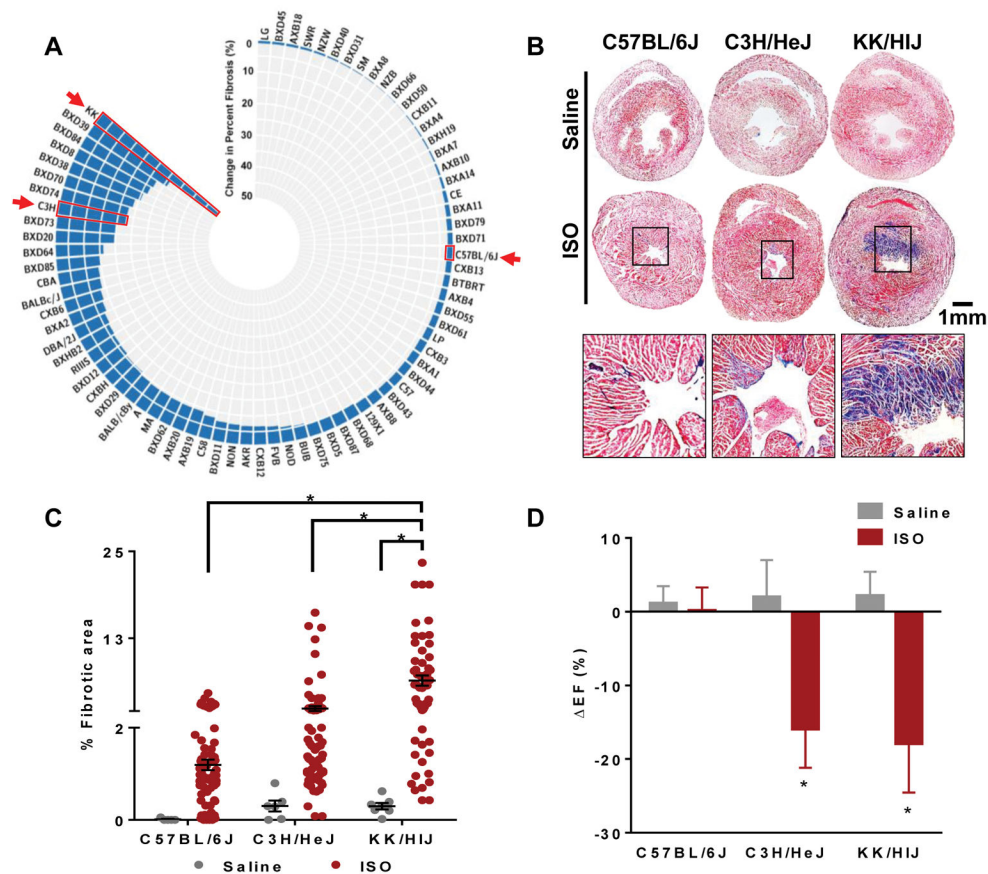 A
Change in Percent Fibrosis (%)
0
10
20
30
40
50
LG
BXD45
AXB18
SWR
NZW
BXD40
BXD31
SM
BXA8
NZB
BXD66
BXD50
CXB11
BXA4
BXH19
BXA7
AXB10
BXA14
CE
BXA11
BXD79
BXD71
C57BL/6J
CXB13
BTBRT
AXB4
BXD55
BXD61
LP
CXB3
BXA1
BXD44
C57
BXD43
AXB8
129X1
BXD68
BXD87
BXD5
BXD75
BUB
NOD
FVB
CXB12
AKR
NON
BXD11
C58
AXB19
AXB20
BXD62
MA
A
BALB/cBy
BXD29
CXBH
BXD12
RIIIS
BXHB2
DBA/2J
BXA2
CXB6
BALBc/J
CBA
BXD85
BXD64
BXD20
BXD73
C3H
BXD74
BXD70
BXD38
BXD8
BXD84
BXD39
KK
B
C57BL/6J C3H/HeJ KK/HIJ
Saline
ISO
1mm
C
% Fibrotic area
25
13
2
0
* 
*
*
C57BL/6J C3H/HeJ KK/HIJ
Saline ISO
D
Saline
ISO
ΔEF (%)
10
0
-10
-20
-30
*
*
C57BL/6J C3H/HeJ KK/HIJ